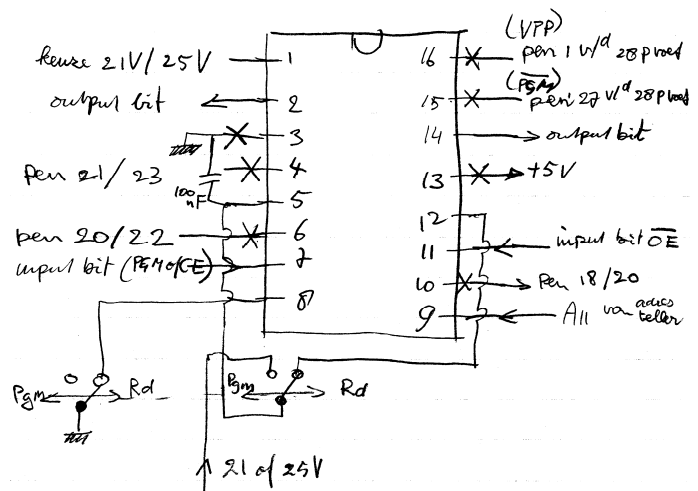 (VPP)
keuze 21V/25V 1 16 pen 1 v/d 28 p voet
(PGM)
output bit 2 15 pen 27 v/d 28 p voet
3 14 output bit
pen 21/23 4 13 +5V
100 nF 5 12
pen 20/22 6 11 input bit OE
input bit (PGM of CE) 7 10 Pen 18/20
8 9 A11 van adres teller
Pgm Rd Pgm Rd
21 of 25V